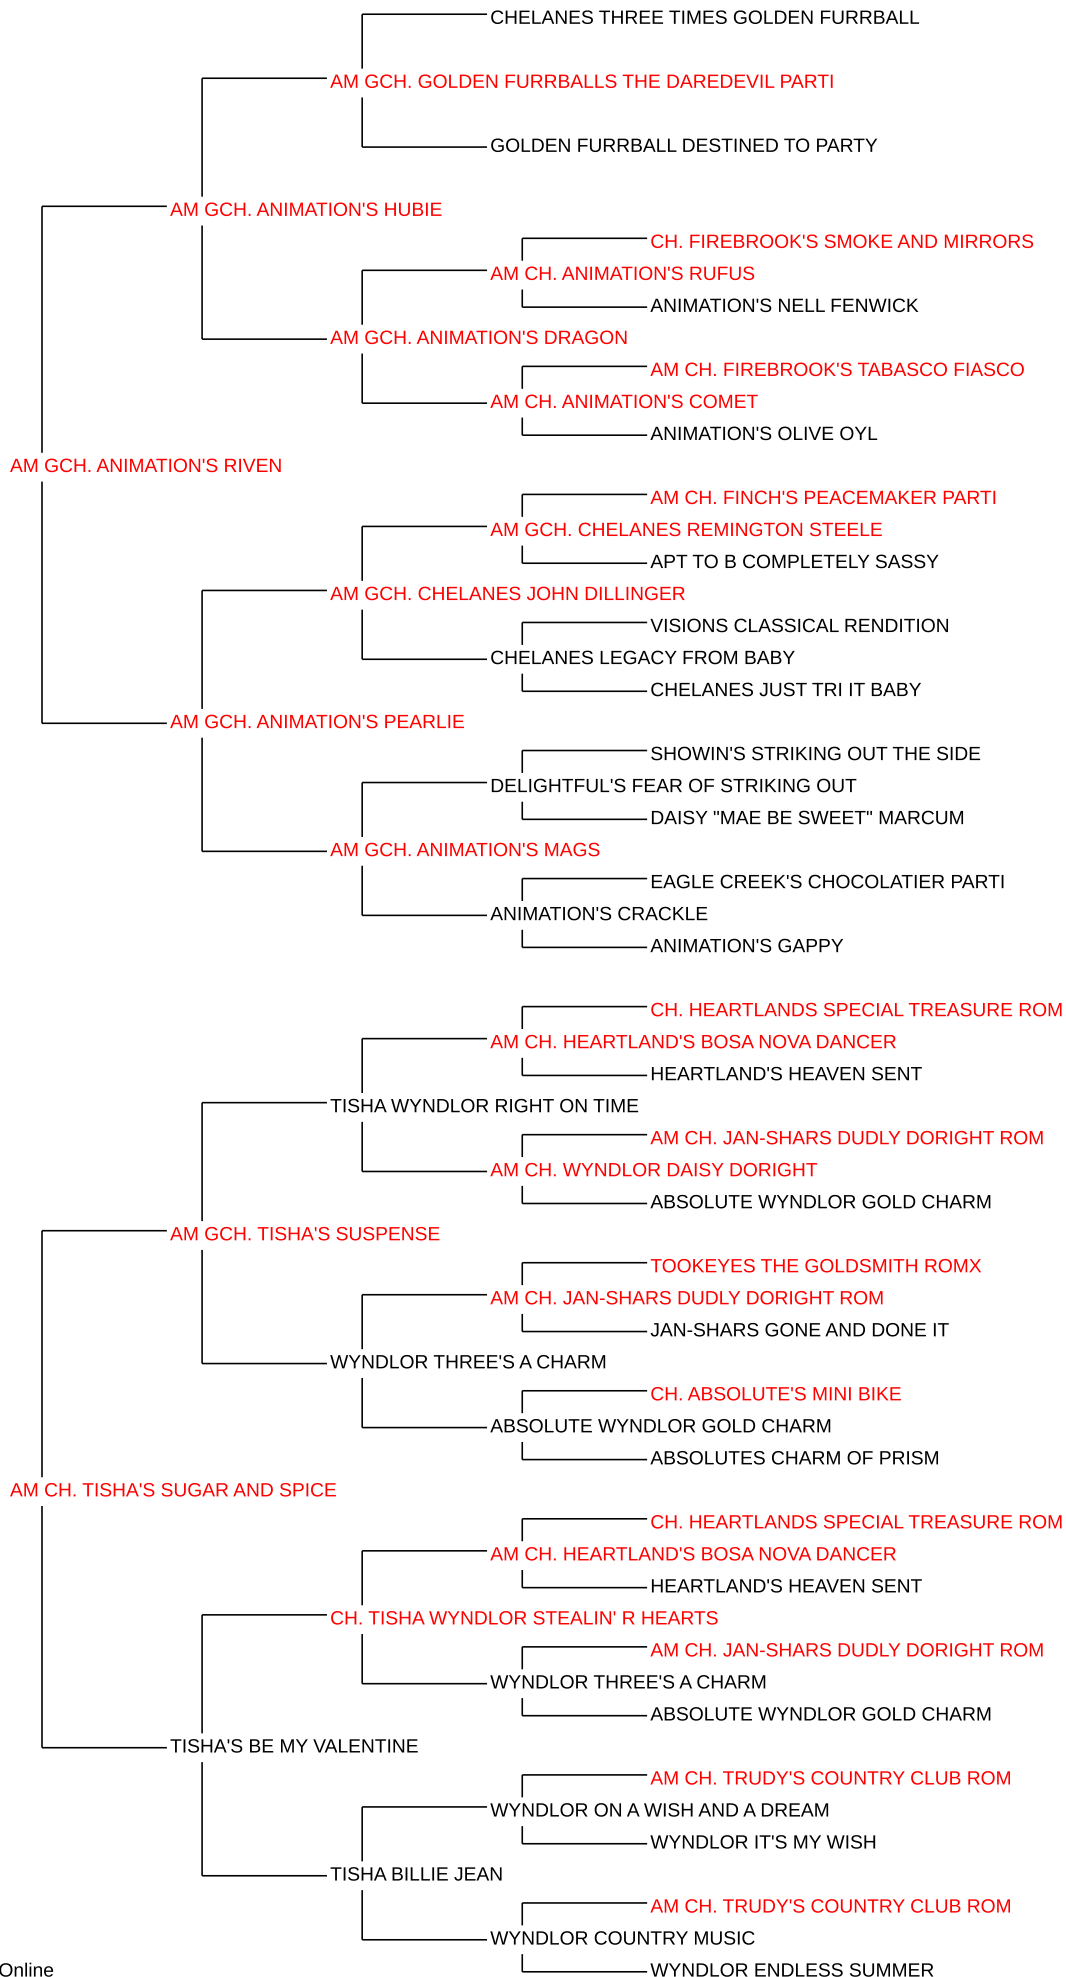 CHELANES THREE TIMES GOLDEN FURRBALL
AM GCH. GOLDEN FURRBALLS THE DAREDEVIL PARTI
GOLDEN FURRBALL DESTINED TO PARTY
AM GCH. ANIMATION'S HUBIE
CH. FIREBROOK'S SMOKE AND MIRRORS
AM CH. ANIMATION'S RUFUS
ANIMATION'S NELL FENWICK
AM GCH. ANIMATION'S DRAGON
AM CH. FIREBROOK'S TABASCO FIASCO
AM CH. ANIMATION'S COMET
ANIMATION'S OLIVE OYL
AM GCH. ANIMATION'S RIVEN
AM CH. FINCH'S PEACEMAKER PARTI
AM GCH. CHELANES REMINGTON STEELE
APT TO B COMPLETELY SASSY
AM GCH. CHELANES JOHN DILLINGER
VISIONS CLASSICAL RENDITION
CHELANES LEGACY FROM BABY
CHELANES JUST TRI IT BABY
AM GCH. ANIMATION'S PEARLIE
SHOWIN'S STRIKING OUT THE SIDE
DELIGHTFUL'S FEAR OF STRIKING OUT
DAISY "MAE BE SWEET" MARCUM
AM GCH. ANIMATION'S MAGS
EAGLE CREEK'S CHOCOLATIER PARTI
ANIMATION'S CRACKLE
ANIMATION'S GAPPY
CH. HEARTLANDS SPECIAL TREASURE ROM
AM CH. HEARTLAND'S BOSA NOVA DANCER
HEARTLAND'S HEAVEN SENT
TISHA WYNDLOR RIGHT ON TIME
AM CH. JAN-SHARS DUDLY DORIGHT ROM
AM CH. WYNDLOR DAISY DORIGHT
ABSOLUTE WYNDLOR GOLD CHARM
AM GCH. TISHA'S SUSPENSE
TOOKEYES THE GOLDSMITH ROMX
AM CH. JAN-SHARS DUDLY DORIGHT ROM
JAN-SHARS GONE AND DONE IT
WYNDLOR THREE'S A CHARM
CH. ABSOLUTE'S MINI BIKE
ABSOLUTE WYNDLOR GOLD CHARM
ABSOLUTES CHARM OF PRISM
AM CH. TISHA'S SUGAR AND SPICE
CH. HEARTLANDS SPECIAL TREASURE ROM
AM CH. HEARTLAND'S BOSA NOVA DANCER
HEARTLAND'S HEAVEN SENT
CH. TISHA WYNDLOR STEALIN' R HEARTS
AM CH. JAN-SHARS DUDLY DORIGHT ROM
WYNDLOR THREE'S A CHARM
ABSOLUTE WYNDLOR GOLD CHARM
TISHA'S BE MY VALENTINE
AM CH. TRUDY'S COUNTRY CLUB ROM
WYNDLOR ON A WISH AND A DREAM
WYNDLOR IT'S MY WISH
TISHA BILLIE JEAN
AM CH. TRUDY'S COUNTRY CLUB ROM
WYNDLOR COUNTRY MUSIC
WYNDLOR ENDLESS SUMMER
Online